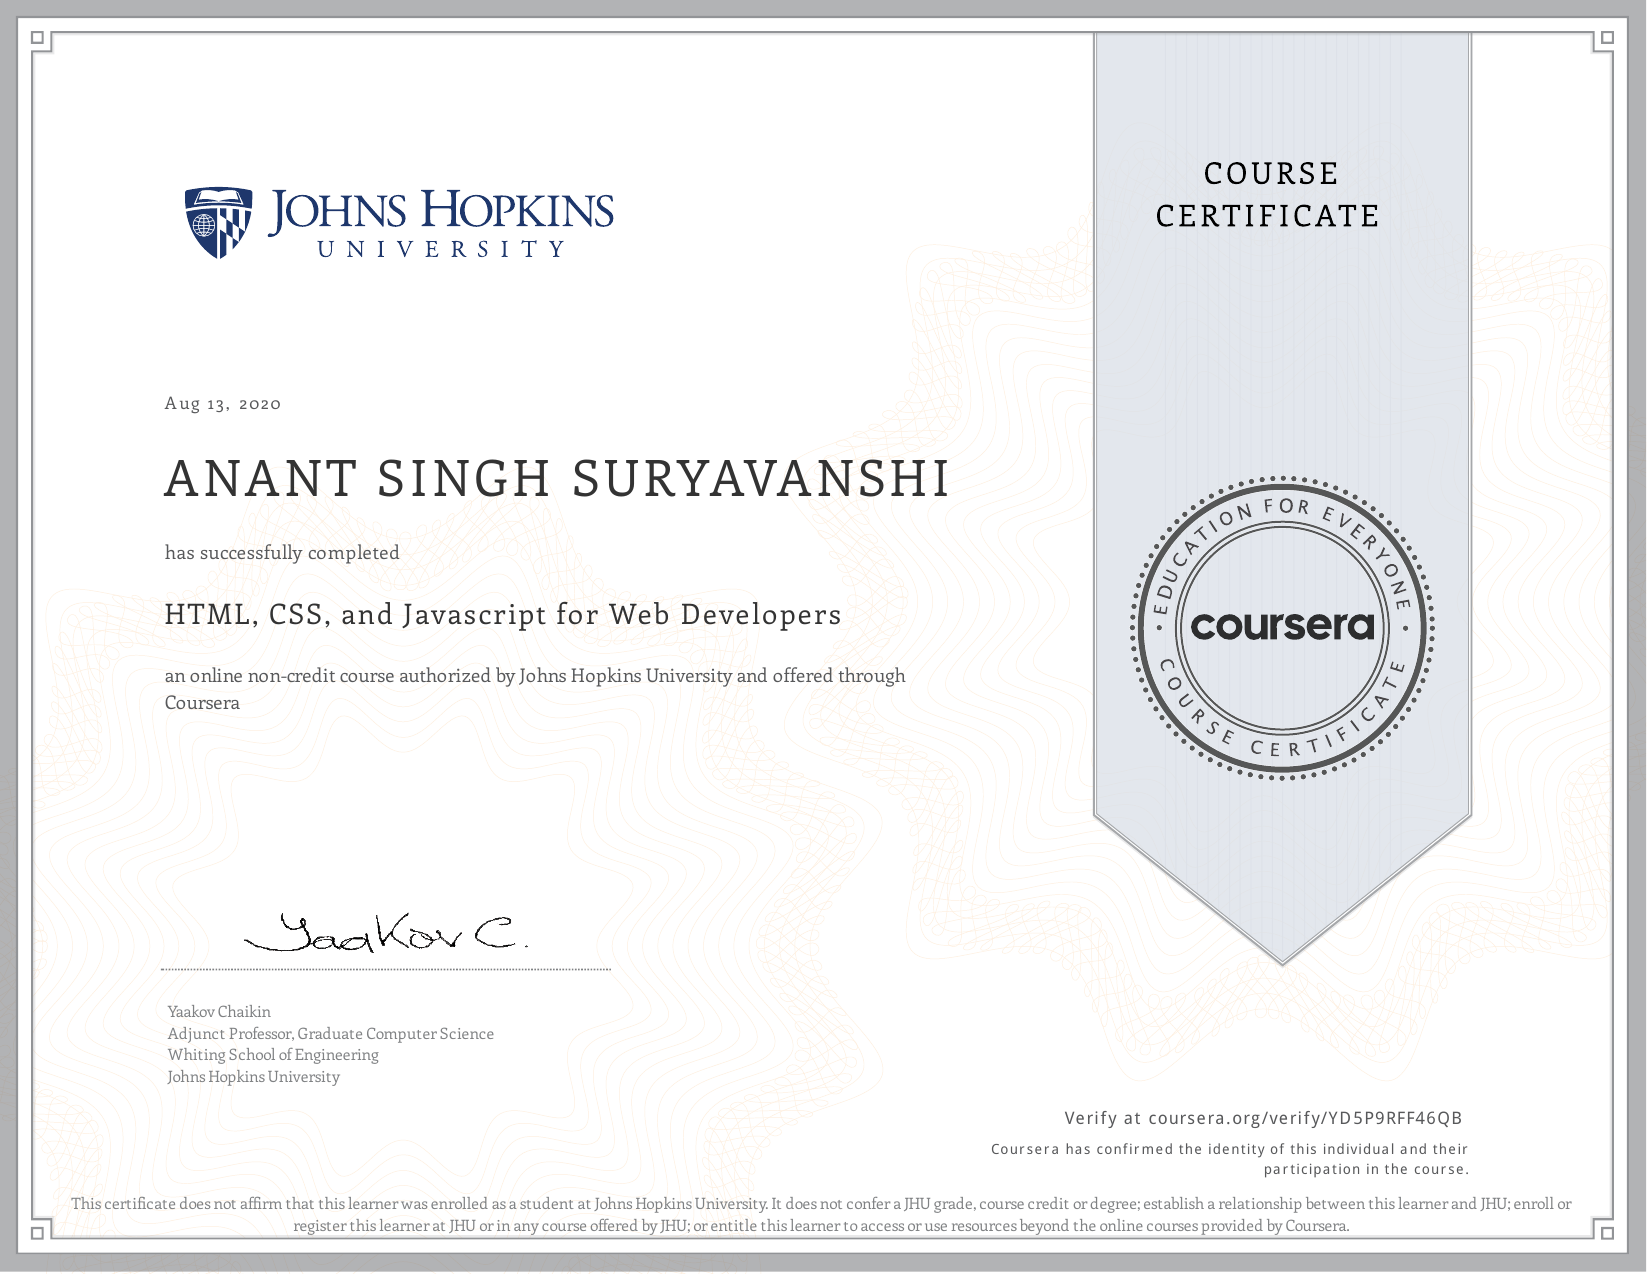 JOHNS HOPKINS
UNIVERSITY
COURSE
CERTIFICATE
Aug 13, 2020
ANANT SINGH SURYAVANSHI
has successfully completed
HTML, CSS, and Javascript for Web Developers
an online non-credit course authorized by Johns Hopkins University and offered through
Coursera
EDUCATION FOR EVERYONE
coursera
COURSE CERTIFICATE
Yaakov C.
Yaakov Chaikin
Adjunct Professor, Graduate Computer Science
Whiting School of Engineering
Johns Hopkins University
Verify at coursera.org/verify/YD5P9RFF46QB
Coursera has confirmed the identity of this individual and their
participation in the course.
This certificate does not affirm that this learner was enrolled as a student at Johns Hopkins University. It does not confer a JHU grade, course credit or degree; establish a relationship between this learner and JHU; enroll or
register this learner at JHU or in any course offered by JHU; or entitle this learner to access or use resources beyond the online courses provided by Coursera.